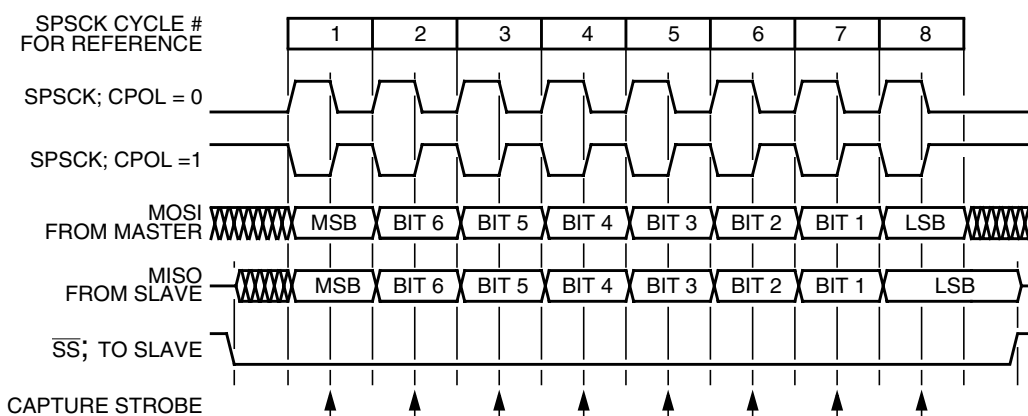 SPSCK CYCLE #
FOR REFERENCE
1 2 3 4 5 6 7 8
SPSCK; CPOL = 0
SPSCK; CPOL =1
MOSI
FROM MASTER
MSB BIT 6 BIT 5 BIT 4 BIT 3 BIT 2 BIT 1 LSB
MISO
FROM SLAVE
MSB BIT 6 BIT 5 BIT 4 BIT 3 BIT 2 BIT 1 LSB
SS; TO SLAVE
CAPTURE STROBE